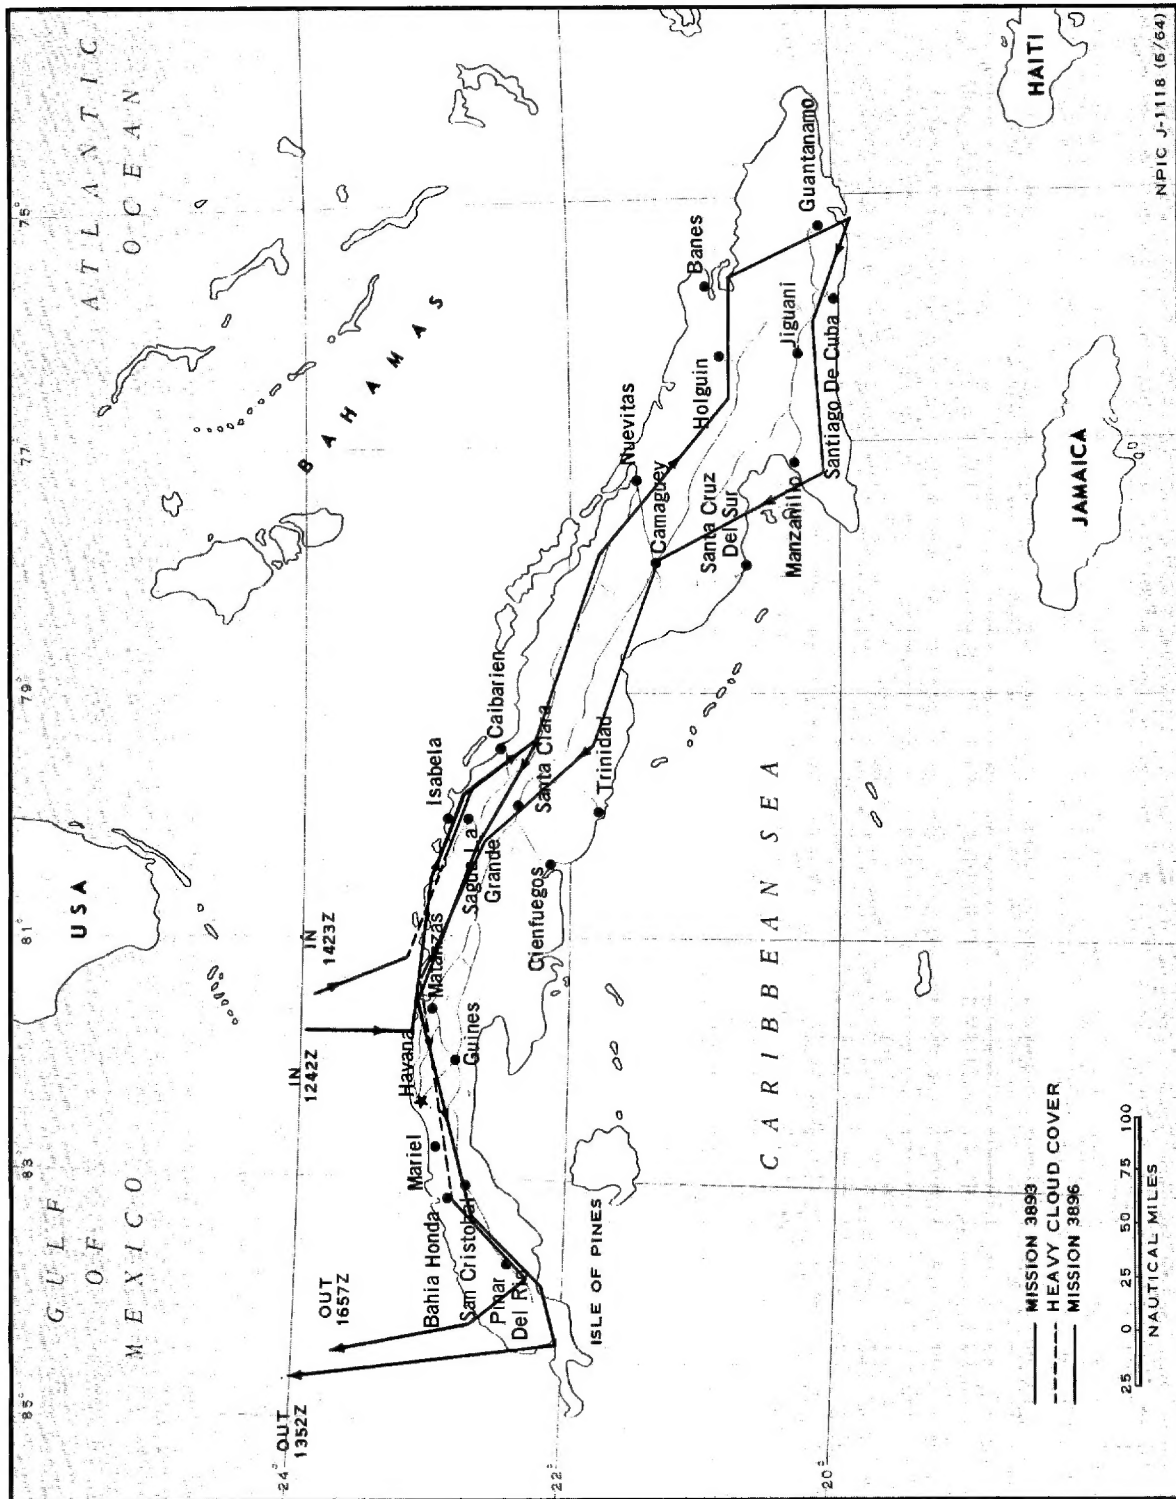 GULF
OF
MEXICO
USA
ATLANTIC
OCEAN
BAHAMAS
85°
83
81°
79
77
75°
24°
22°
20°
OUT
1352Z
OUT
1657Z
IN
1242Z
IN
1423Z
Havana
Mariel
Bahia Honda
San Cristobal
Pinar
Del Rio
Guines
Matanzas
Isabela
Sagua La
Grande
Caibarien
Santa Clara
Cienfuegos
Trinidad
Nuevitas
Camaguey
Santa Cruz
Del Sur
Holguin
Banes
Manzanillo
Jiguani
Santiago De Cuba
Guantanamo
ISLE OF PINES
CARIBBEAN SEA
JAMAICA
HAITI
MISSION 3893
HEAVY CLOUD COVER
MISSION 3896
25 0 25 50 75 100
NAUTICAL MILES
NPIC J-1118 (6/64)